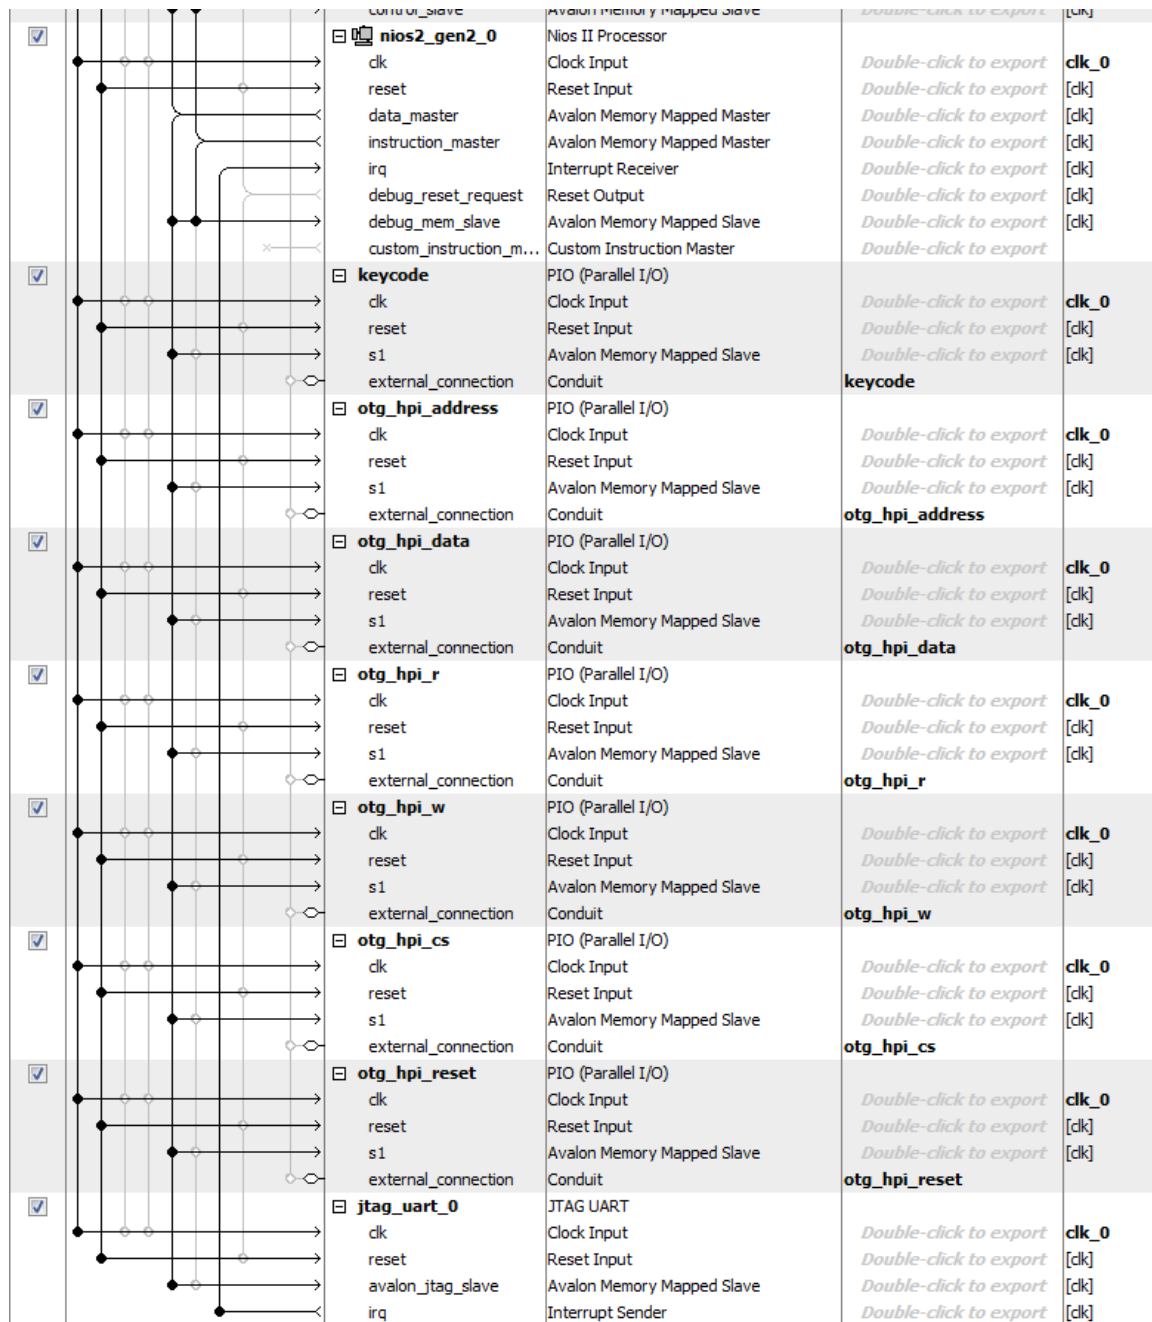 control_slave Avalon Memory Mapped Slave Double-click to export [clk]
nios2_gen2_0 Nios II Processor
clk Clock Input Double-click to export clk_0
reset Reset Input Double-click to export [clk]
data_master Avalon Memory Mapped Master Double-click to export [clk]
instruction_master Avalon Memory Mapped Master Double-click to export [clk]
irq Interrupt Receiver Double-click to export [clk]
debug_reset_request Reset Output Double-click to export [clk]
debug_mem_slave Avalon Memory Mapped Slave Double-click to export [clk]
custom_instruction_m... Custom Instruction Master Double-click to export
keycode PIO (Parallel I/O)
clk Clock Input Double-click to export clk_0
reset Reset Input Double-click to export [clk]
s1 Avalon Memory Mapped Slave Double-click to export [clk]
external_connection Conduit keycode
otg_hpi_address PIO (Parallel I/O)
clk Clock Input Double-click to export clk_0
reset Reset Input Double-click to export [clk]
s1 Avalon Memory Mapped Slave Double-click to export [clk]
external_connection Conduit otg_hpi_address
otg_hpi_data PIO (Parallel I/O)
clk Clock Input Double-click to export clk_0
reset Reset Input Double-click to export [clk]
s1 Avalon Memory Mapped Slave Double-click to export [clk]
external_connection Conduit otg_hpi_data
otg_hpi_r PIO (Parallel I/O)
clk Clock Input Double-click to export clk_0
reset Reset Input Double-click to export [clk]
s1 Avalon Memory Mapped Slave Double-click to export [clk]
external_connection Conduit otg_hpi_r
otg_hpi_w PIO (Parallel I/O)
clk Clock Input Double-click to export clk_0
reset Reset Input Double-click to export [clk]
s1 Avalon Memory Mapped Slave Double-click to export [clk]
external_connection Conduit otg_hpi_w
otg_hpi_cs PIO (Parallel I/O)
clk Clock Input Double-click to export clk_0
reset Reset Input Double-click to export [clk]
s1 Avalon Memory Mapped Slave Double-click to export [clk]
external_connection Conduit otg_hpi_cs
otg_hpi_reset PIO (Parallel I/O)
clk Clock Input Double-click to export clk_0
reset Reset Input Double-click to export [clk]
s1 Avalon Memory Mapped Slave Double-click to export [clk]
external_connection Conduit otg_hpi_reset
jtag_uart_0 JTAG UART
clk Clock Input Double-click to export clk_0
reset Reset Input Double-click to export [clk]
avalon_jtag_slave Avalon Memory Mapped Slave Double-click to export [clk]
irq Interrupt Sender Double-click to export [clk]